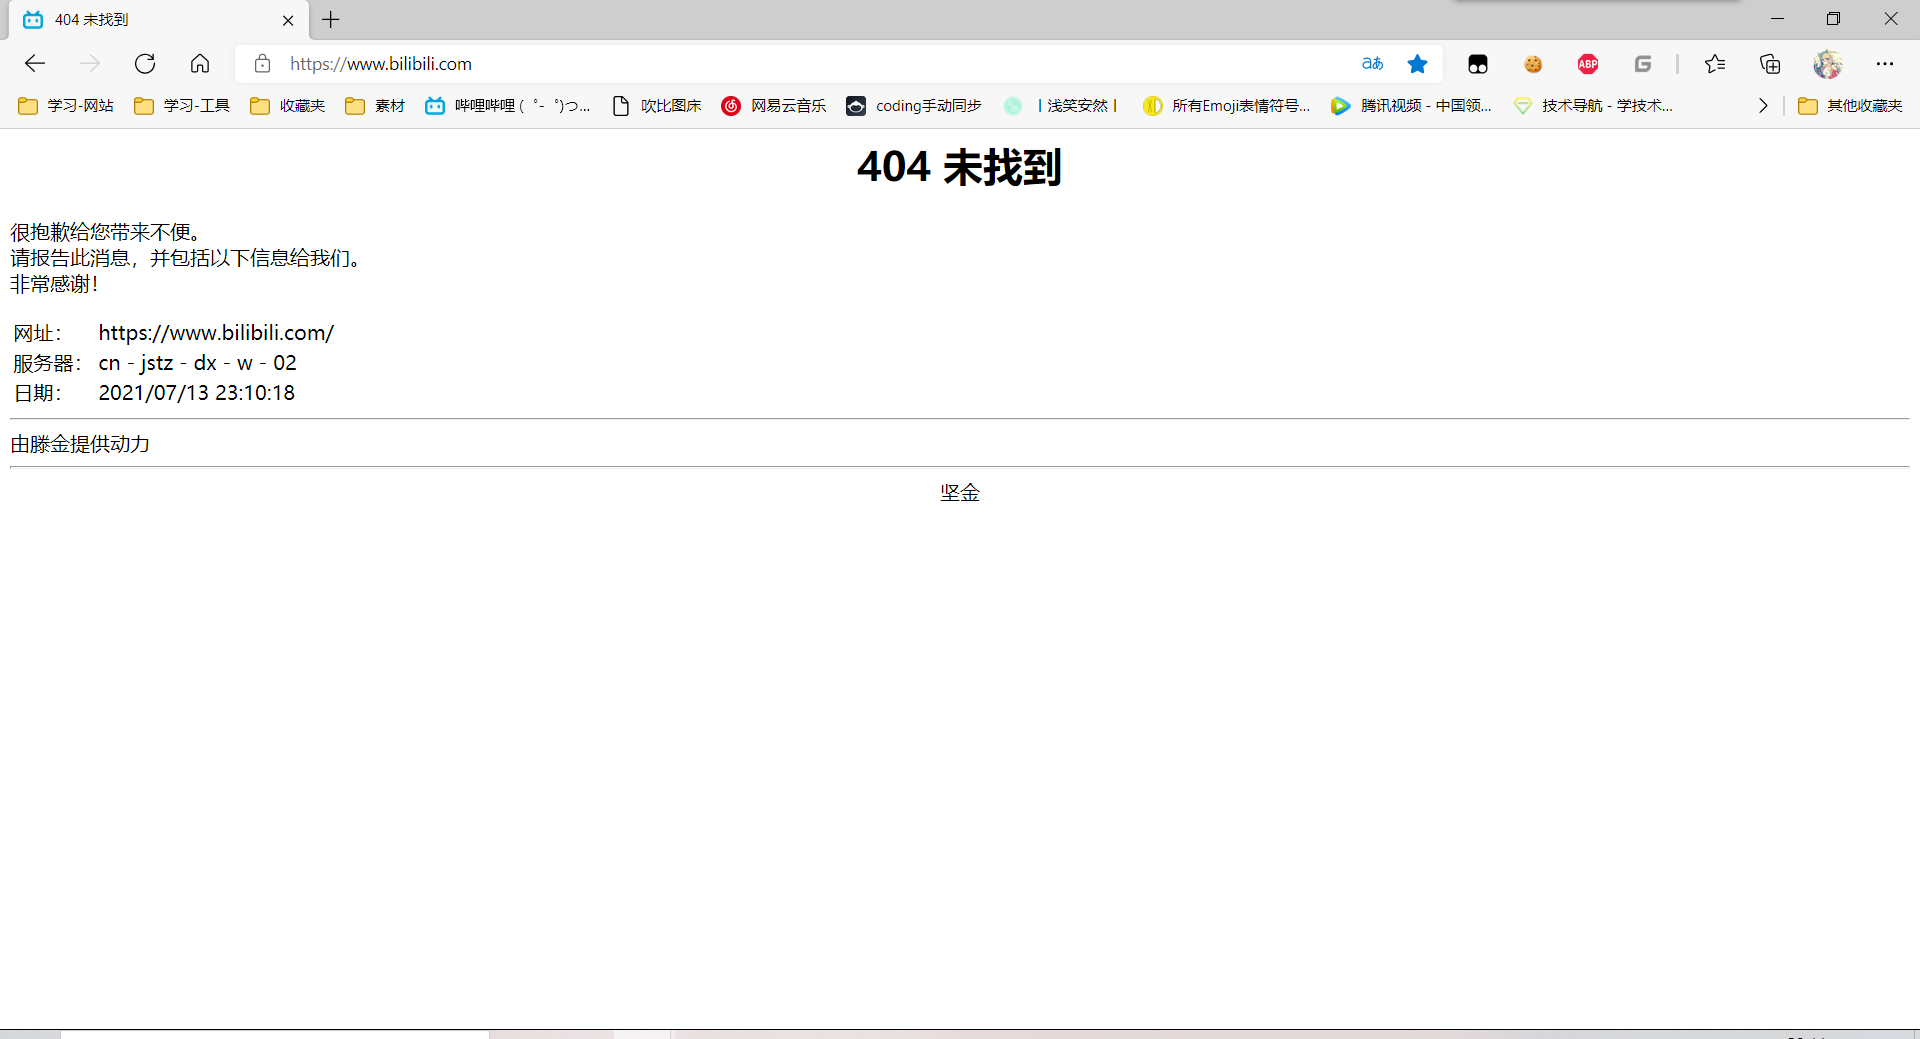 404 未找到
https://www.bilibili.com
aあ
ABP
学习-网站
学习-工具
收藏夹
素材
哔哩哔哩 (゜-゜)つ...
吹比图床
网易云音乐
coding手动同步
丨浅笑安然丨
所有Emoji表情符号...
腾讯视频 - 中国领...
技术导航 - 学技术...
其他收藏夹
404 未找到
很抱歉给您带来不便。
请报告此消息，并包括以下信息给我们。
非常感谢！
网址： https://www.bilibili.com/
服务器： cn - jstz - dx - w - 02
日期： 2021/07/13 23:10:18
由滕金提供动力
坚金